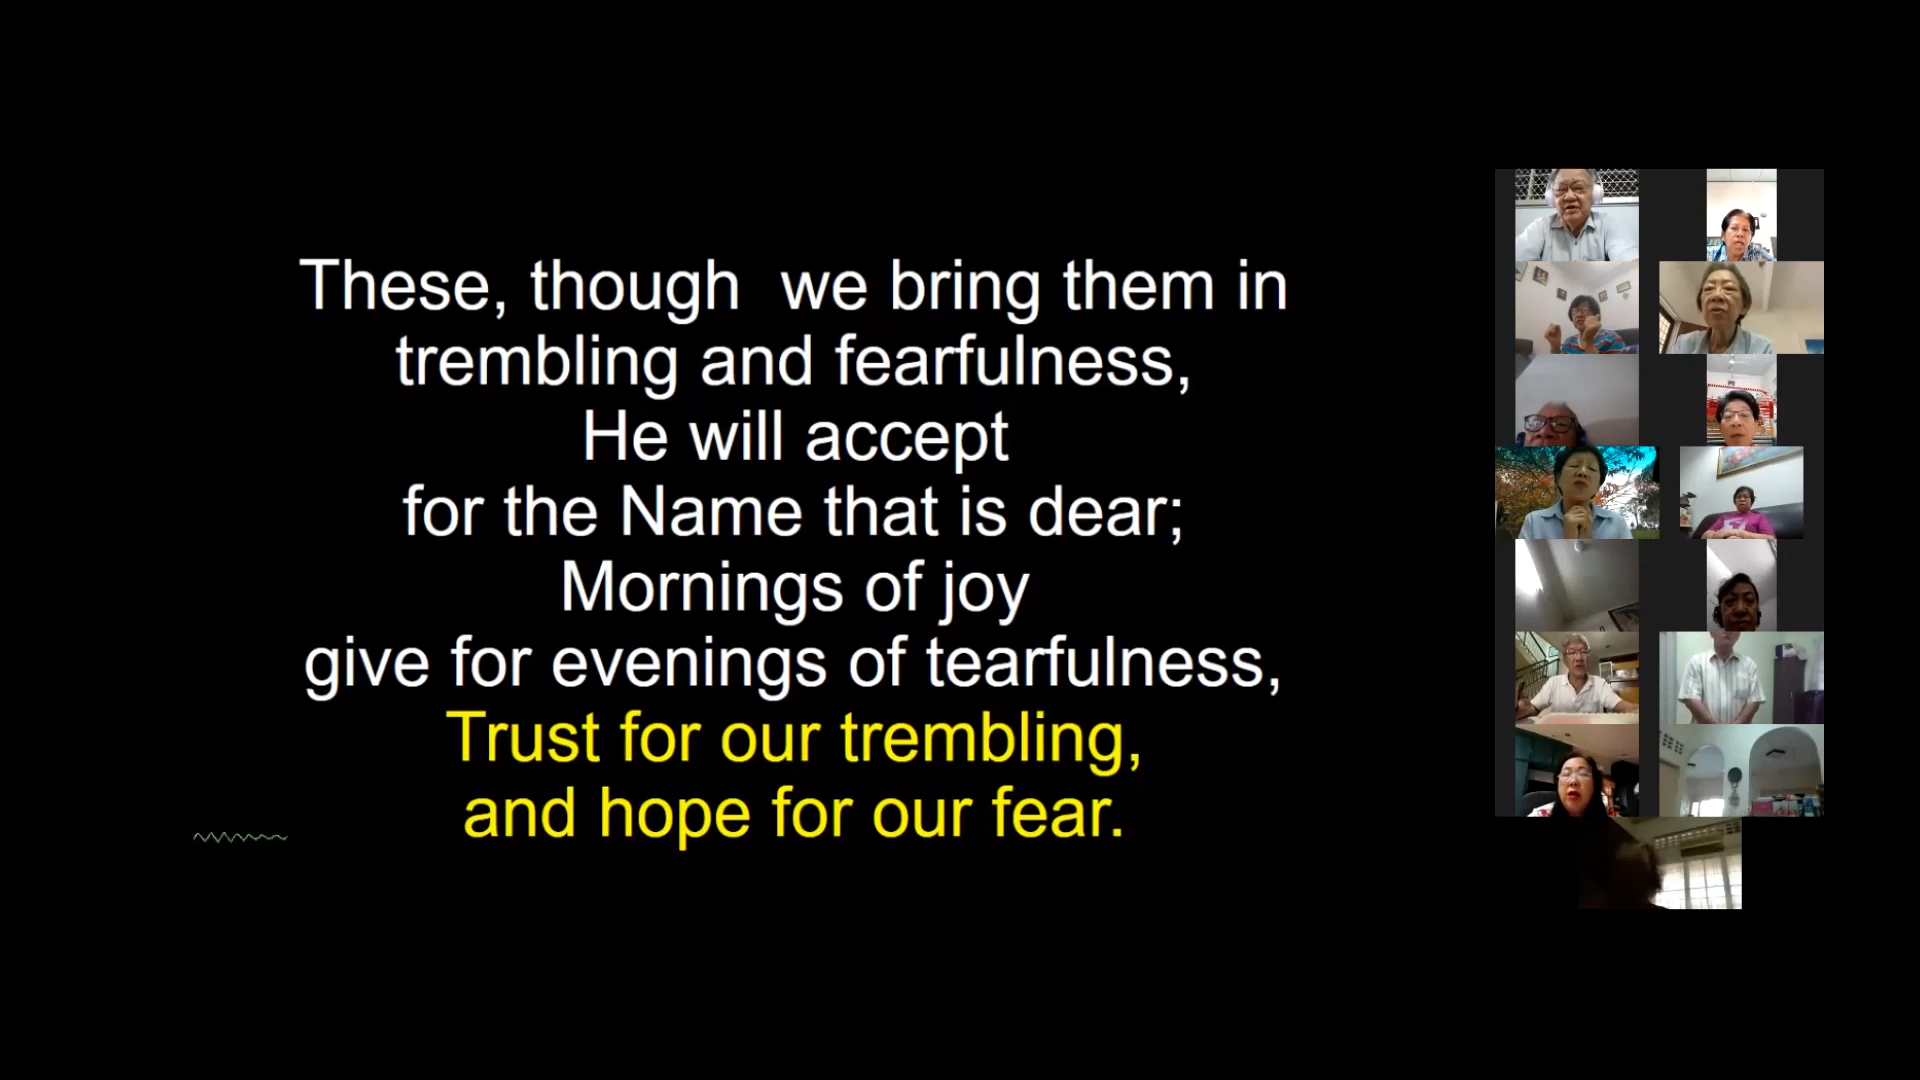 These, though  we bring them in
trembling and fearfulness,
He will accept
for the Name that is dear;
Mornings of joy
give for evenings of tearfulness,
Trust for our trembling,
and hope for our fear.